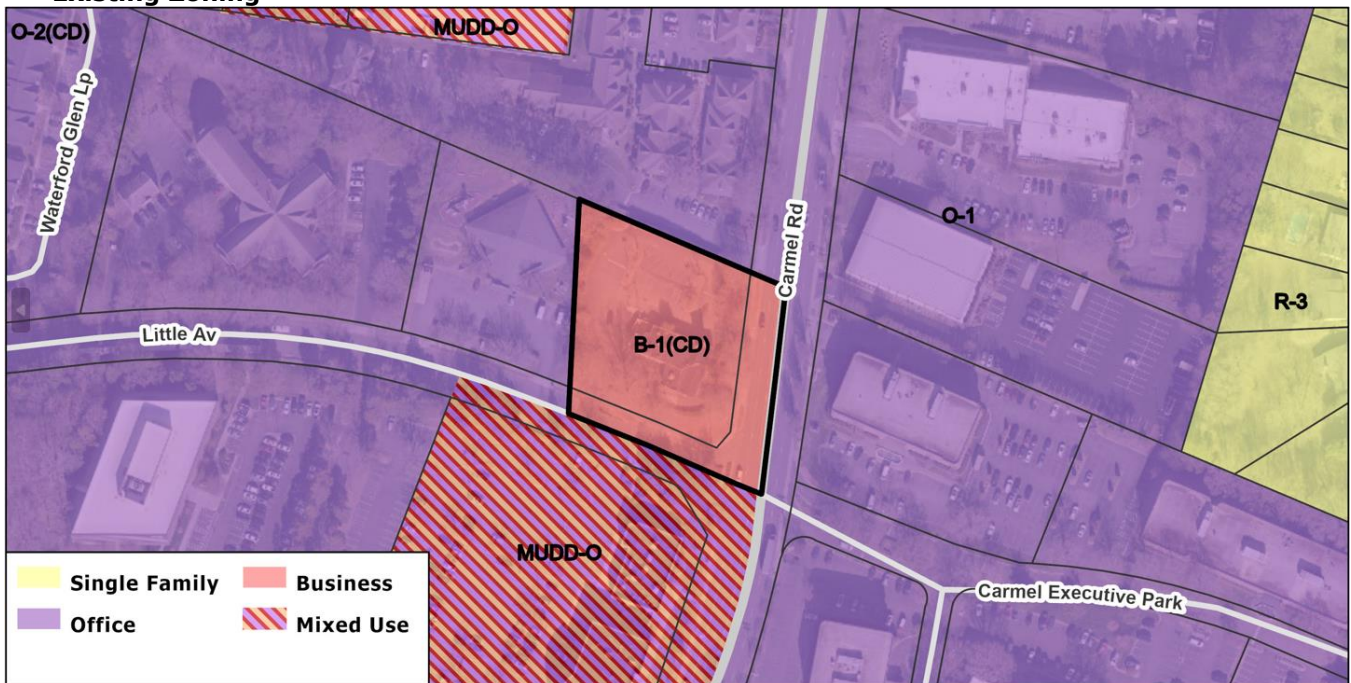 Existing Zoning
O-2(CD)
MUDD-O
Waterford Glen Lp
Carmel Rd
O-1
R-3
Little Av
B-1(CD)
MUDD-O
Carmel Executive Park
Single Family
Business
Office
Mixed Use